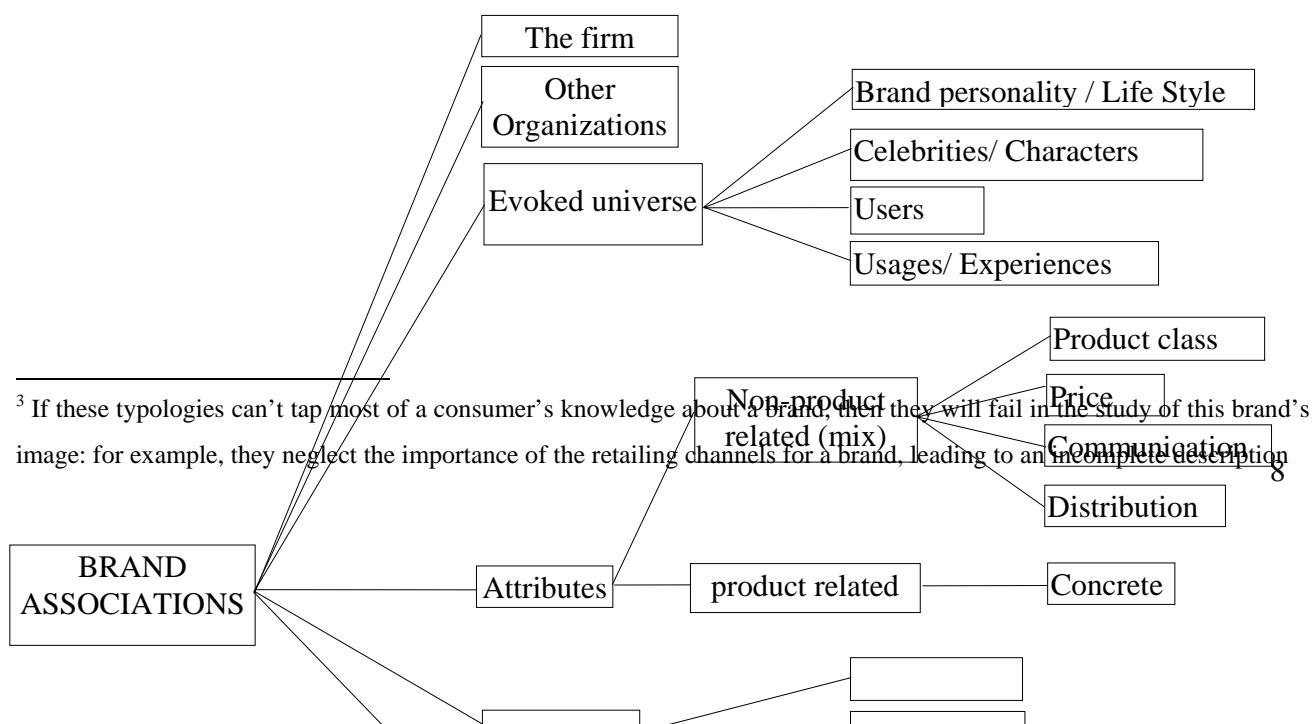 The firm
Other
Organizations
Evoked universe
Brand personality / Life Style
Celebrities/ Characters
Users
Usages/ Experiences
Product class
Price
Communication
Distribution
Non-product
related (mix)
³ If these typologies can’t tap most of a consumer’s knowledge about a brand, then they will fail in the study of this brand’s
image: for example, they neglect the importance of the retailing channels for a brand, leading to an incomplete description
8
BRAND
ASSOCIATIONS
Attributes
product related
Concrete